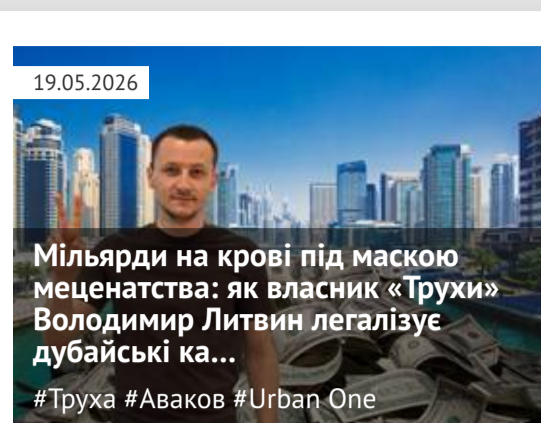 19.05.2026
Мільярди на крові під маскою
меценатства: як власник «Трухи»
Володимир Литвин легалізує
дубайські ка...
#Труха #Аваков #Urban One